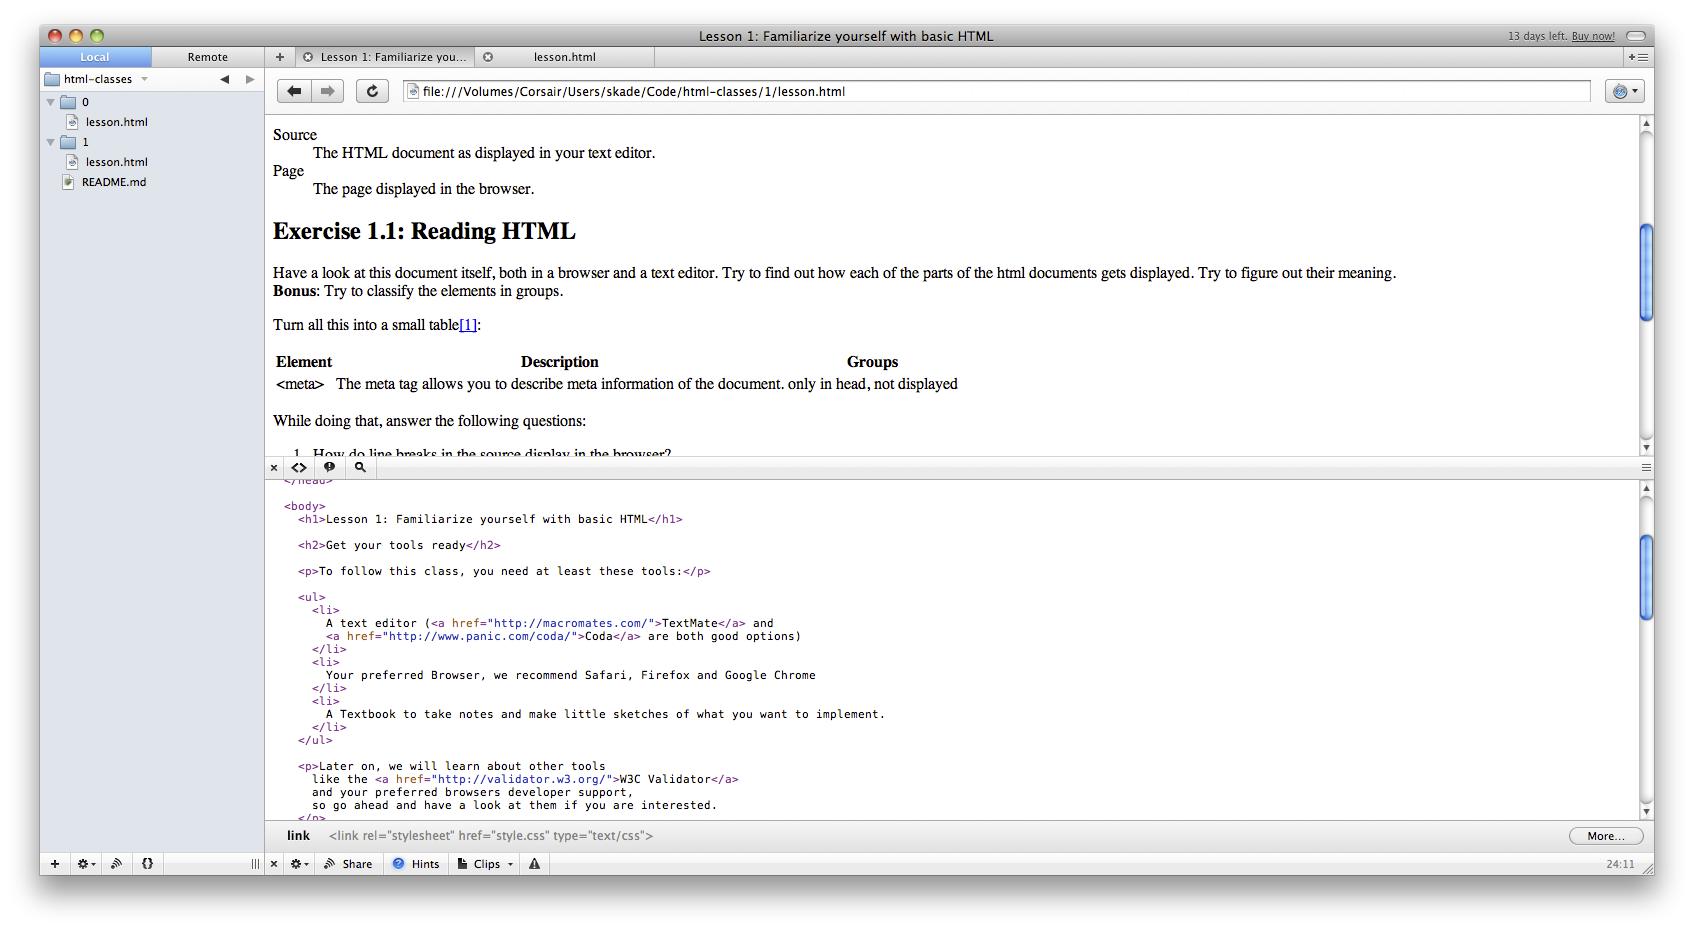 Lesson 1: Familiarize yourself with basic HTML
13 days left. Buy now!
Local
Remote
Lesson 1: Familiarize you...
lesson.html
html-classes
file:///Volumes/Corsair/Users/skade/Code/html-classes/1/lesson.html
0
lesson.html
1
lesson.html
README.md
Source
The HTML document as displayed in your text editor.
Page
The page displayed in the browser.
Exercise 1.1: Reading HTML
Have a look at this document itself, both in a browser and a text editor. Try to find out how each of the parts of the html documents gets displayed. Try to figure out their meaning.
Bonus: Try to classify the elements in groups.
Turn all this into a small table[1]:
Element Description Groups
<meta> The meta tag allows you to describe meta information of the document. only in head, not displayed
While doing that, answer the following questions:
1. How do line breaks in the source display in the browser?
</head>
<body>
<h1>Lesson 1: Familiarize yourself with basic HTML</h1>
<h2>Get your tools ready</h2>
<p>To follow this class, you need at least these tools:</p>
<ul>
<li>
A text editor (<a href="http://macromates.com/">TextMate</a> and
<a href="http://www.panic.com/coda/">Coda</a> are both good options)
</li>
<li>
Your preferred Browser, we recommend Safari, Firefox and Google Chrome
</li>
<li>
A Textbook to take notes and make little sketches of what you want to implement.
</li>
</ul>
<p>Later on, we will learn about other tools
like the <a href="http://validator.w3.org/">W3C Validator</a>
and your preferred browsers developer support,
so go ahead and have a look at them if you are interested.
</p>
link <link rel="stylesheet" href="style.css" type="text/css">
More...
Share
Hints
Clips
24:11